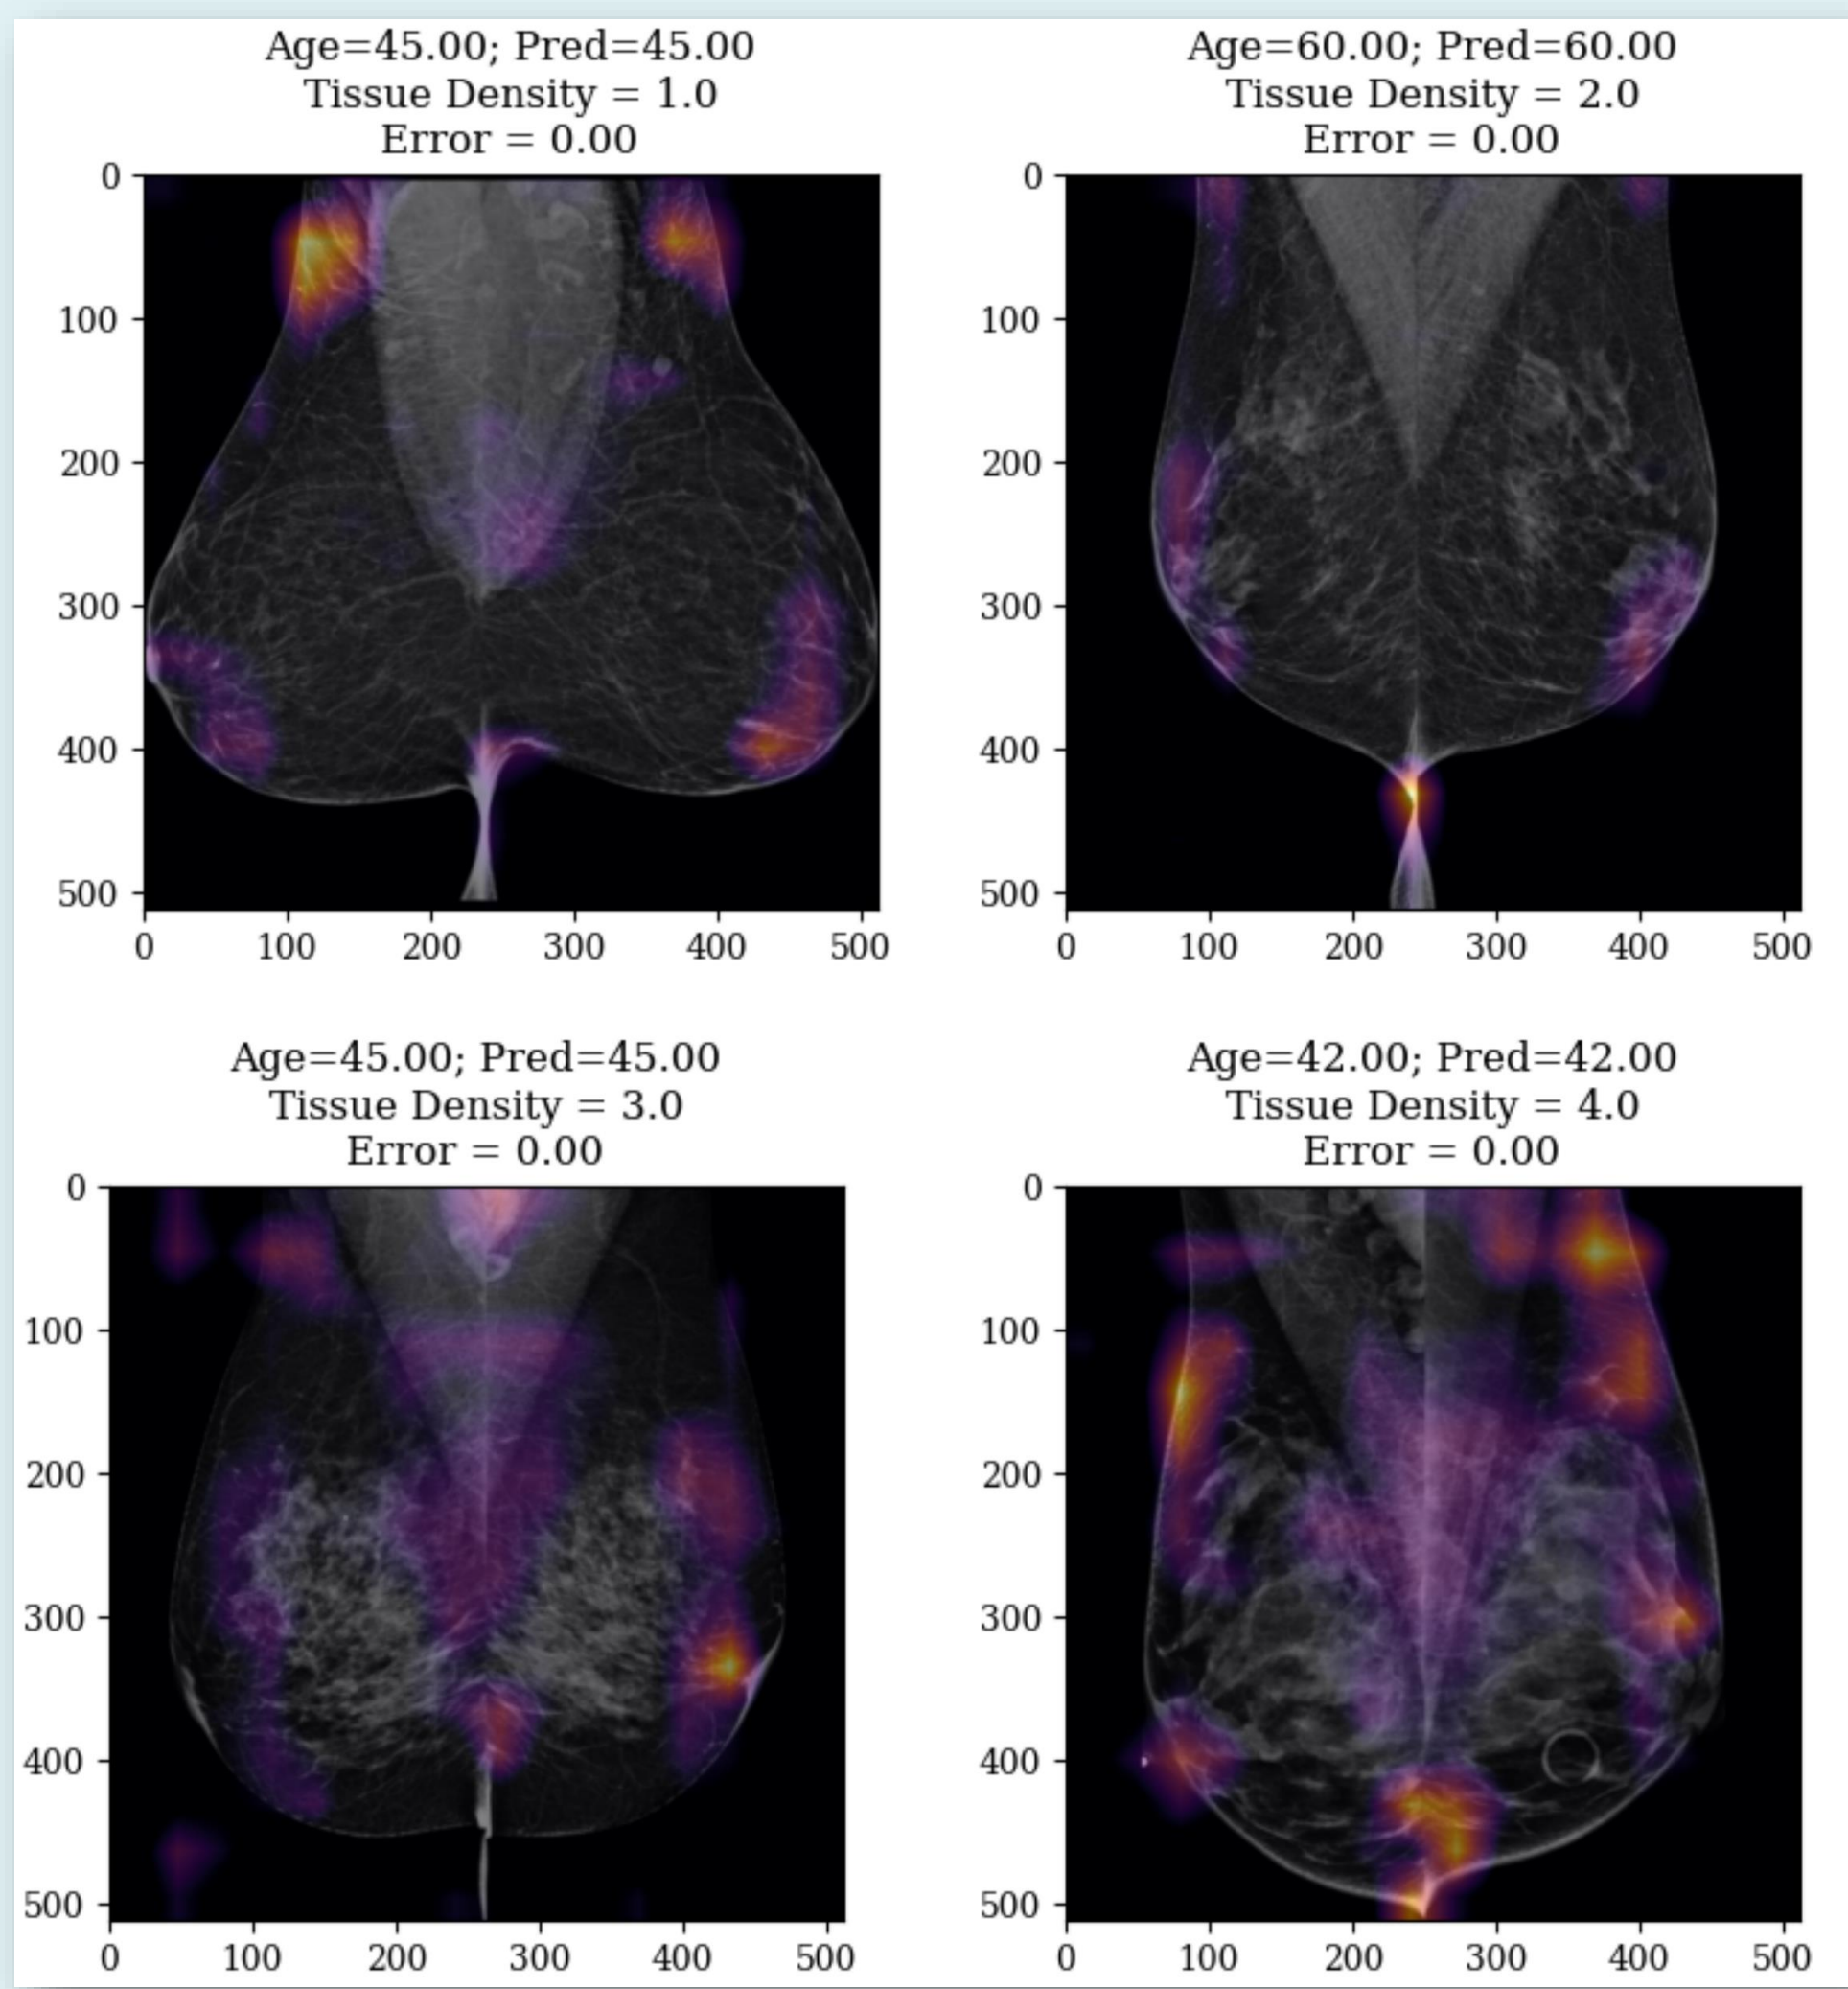 Age=45.00; Pred=45.00
Tissue Density = 1.0
Error = 0.00
0
100
200
300
400
500
0 100 200 300 400 500
Age=60.00; Pred=60.00
Tissue Density = 2.0
Error = 0.00
0
100
200
300
400
500
0 100 200 300 400 500
Age=45.00; Pred=45.00
Tissue Density = 3.0
Error = 0.00
0
100
200
300
400
500
0 100 200 300 400 500
Age=42.00; Pred=42.00
Tissue Density = 4.0
Error = 0.00
0
100
200
300
400
500
0 100 200 300 400 500